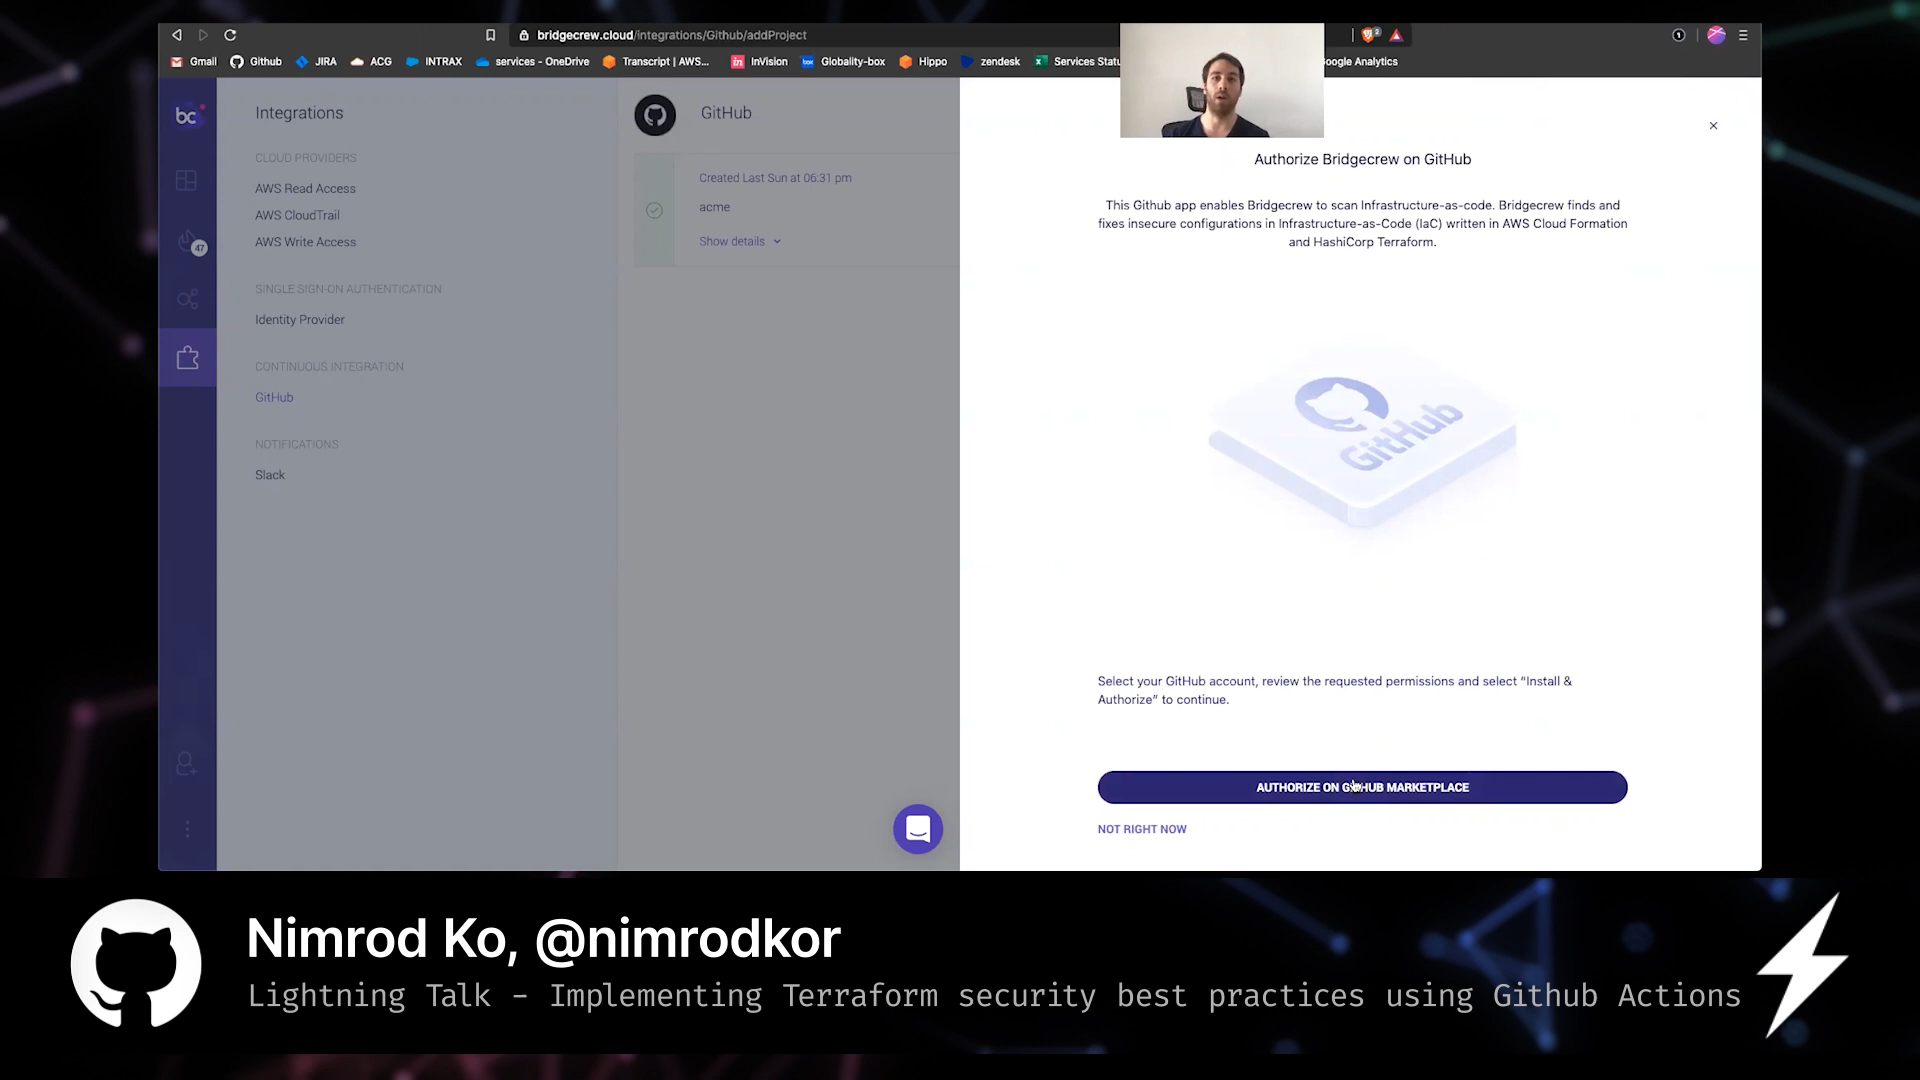 bridgecrew.cloud/integrations/Github/addProject
Gmail Github JIRA ACG INTRAX services - OneDrive Transcript | AWS... InVision Globality-box Hippo zendesk Services Statu oogle Analytics
bc
47
Integrations
CLOUD PROVIDERS
AWS Read Access
AWS CloudTrail
AWS Write Access
SINGLE SIGN-ON AUTHENTICATION
Identity Provider
CONTINUOUS INTEGRATION
GitHub
NOTIFICATIONS
Slack
GitHub
Created Last Sun at 06:31 pm
acme
Show details
Authorize Bridgecrew on GitHub
This Github app enables Bridgecrew to scan Infrastructure-as-code. Bridgecrew finds and
fixes insecure configurations in Infrastructure-as-Code (IaC) written in AWS Cloud Formation
and HashiCorp Terraform.
GitHub
Select your GitHub account, review the requested permissions and select “Install &
Authorize” to continue.
AUTHORIZE ON GITHUB MARKETPLACE
NOT RIGHT NOW
Nimrod Ko, @nimrodkor
Lightning Talk - Implementing Terraform security best practices using Github Actions